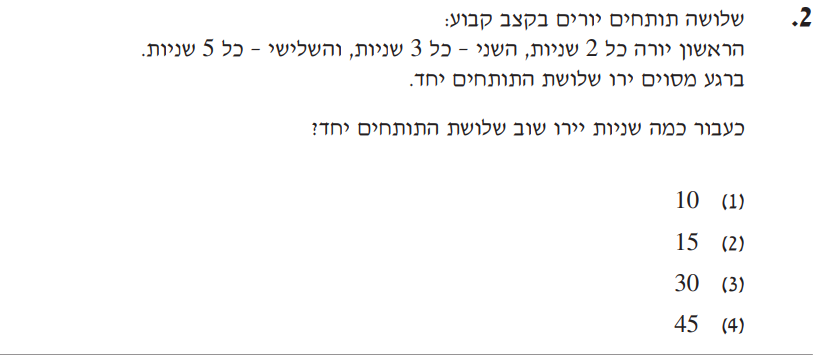 2. שלושה תותחים יורים בקצב קבוע:
הראשון יורה כל 2 שניות, השני - כל 3 שניות, והשלישי - כל 5 שניות.
ברגע מסוים ירו שלושת התותחים יחד.
כעבור כמה שניות יירו שוב שלושת התותחים יחד?
(1) 10
(2) 15
(3) 30
(4) 45